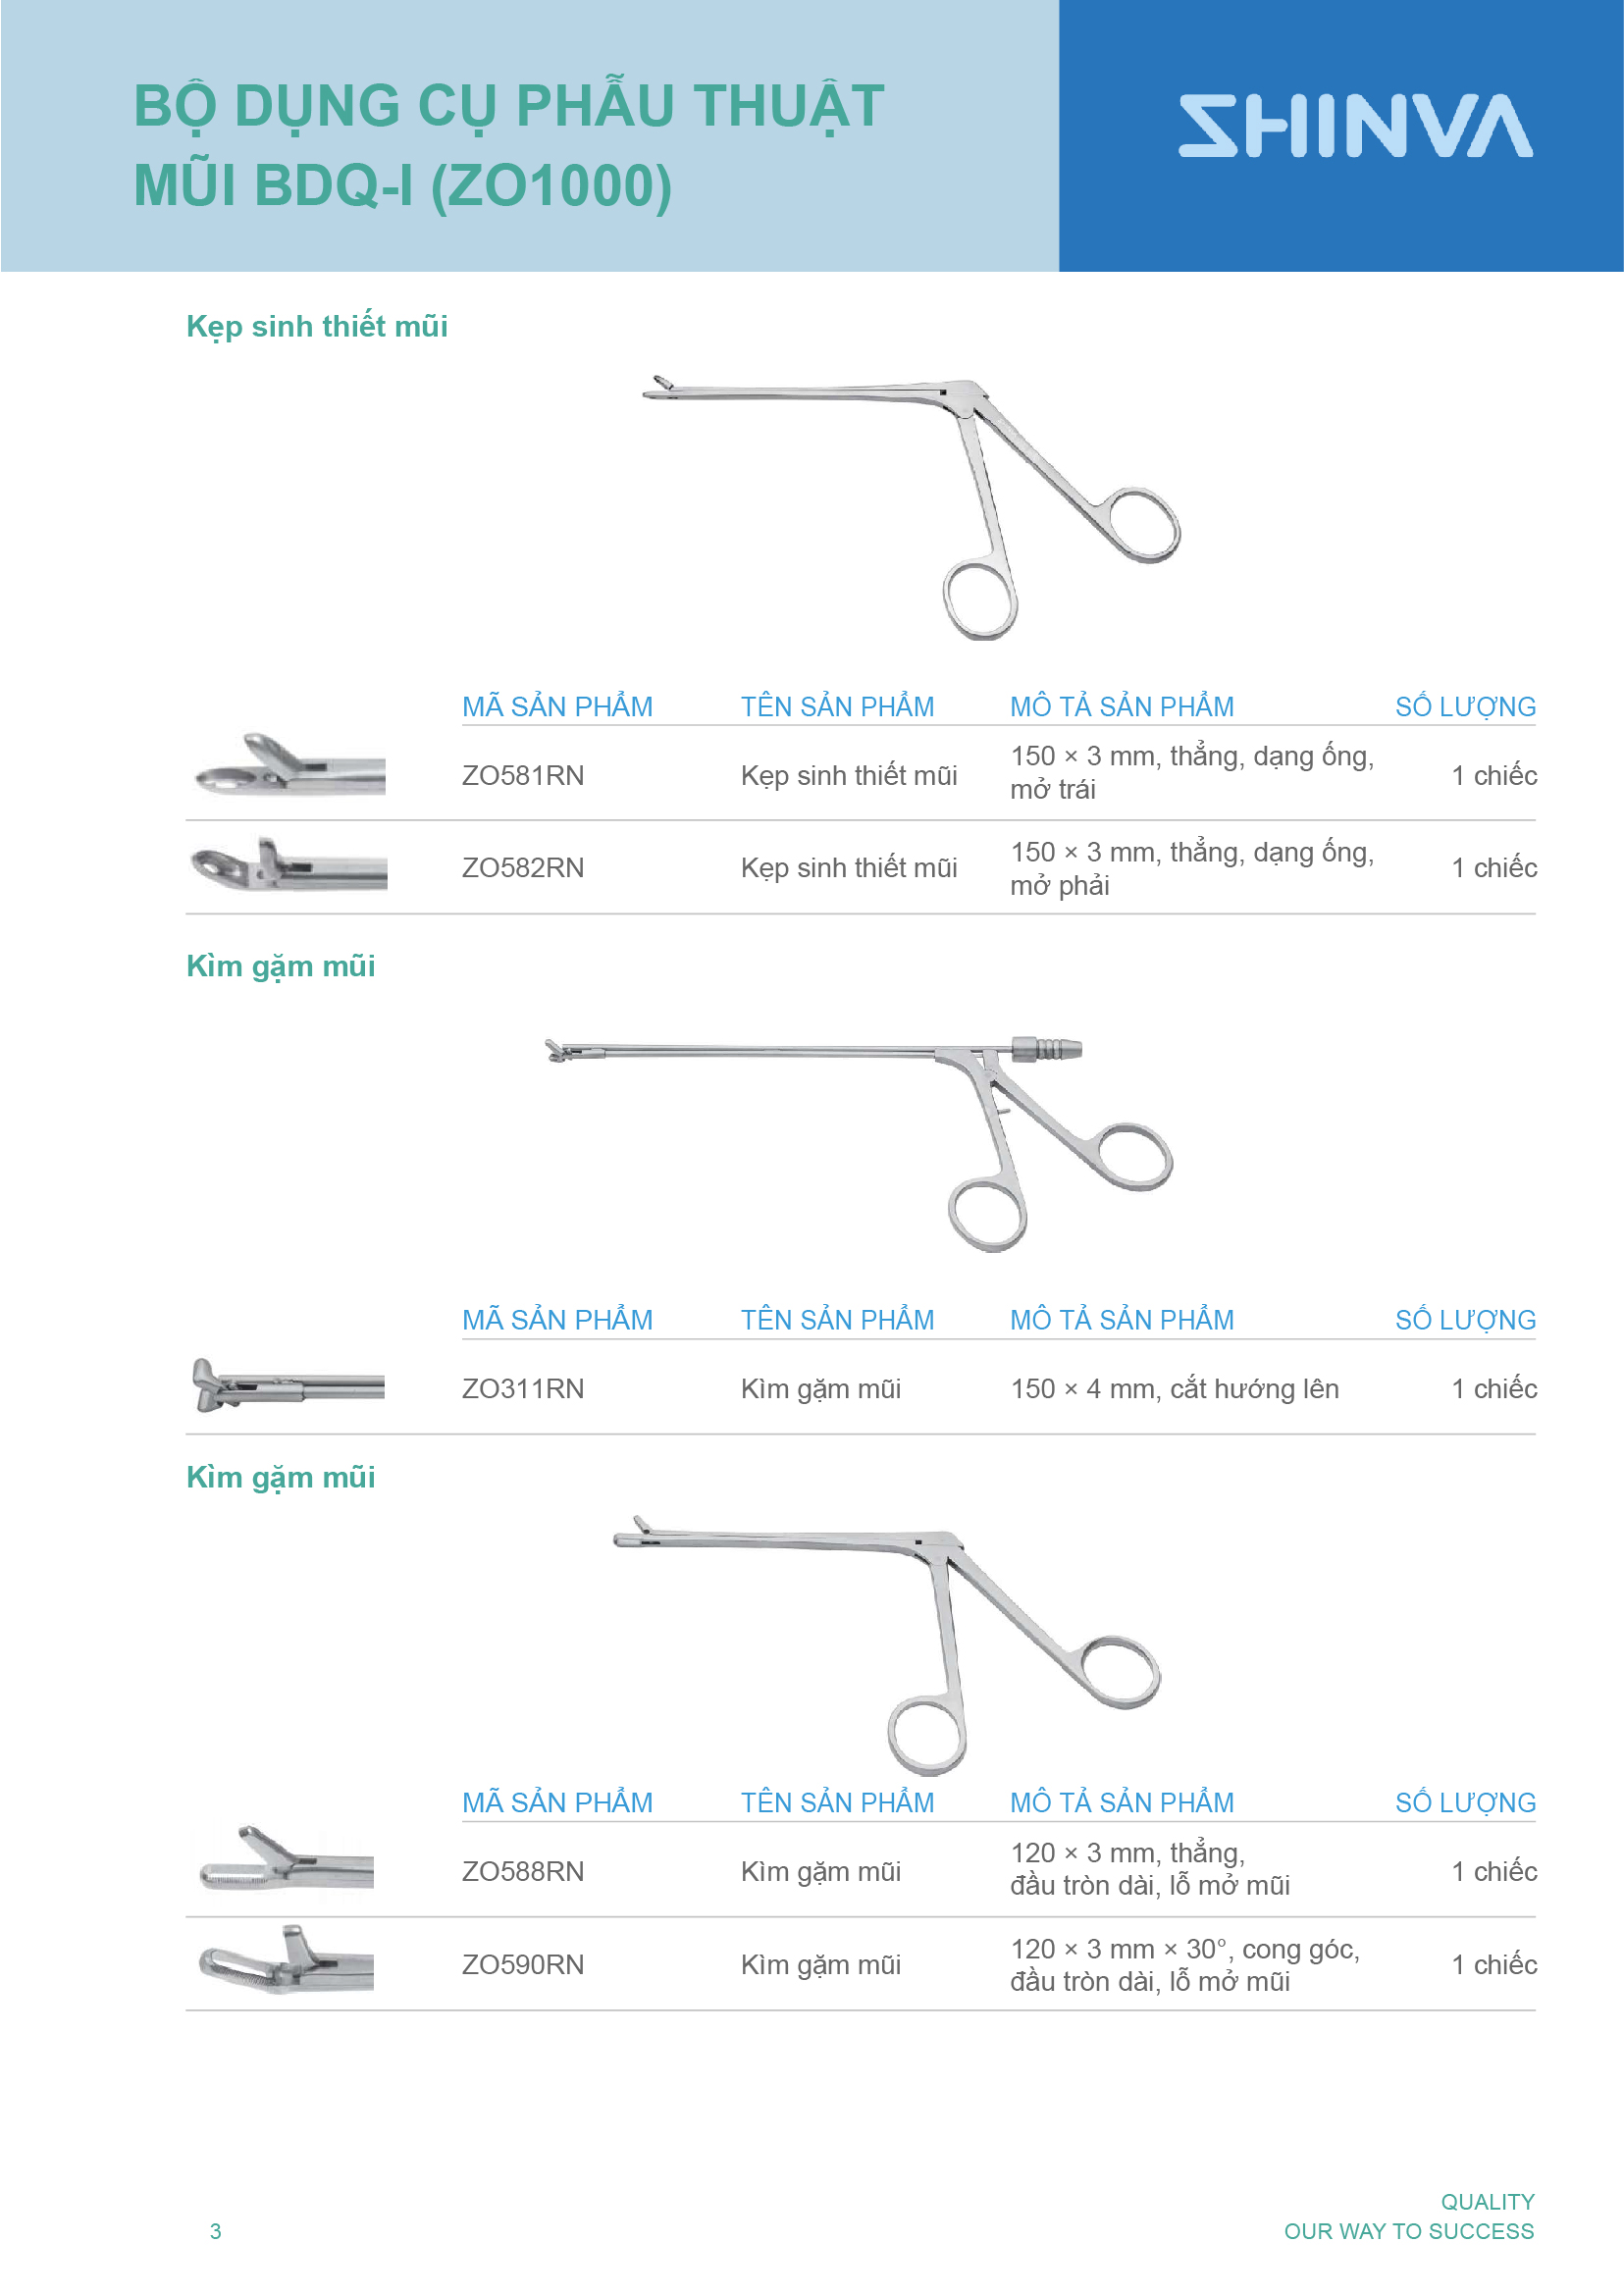 BỘ DỤNG CỤ PHẪU THUẬT
MŨI BDQ-I (ZO1000)
SHINVA
Kẹp sinh thiết mũi
MÃ SẢN PHẨM TÊN SẢN PHẨM MÔ TẢ SẢN PHẨM SỐ LƯỢNG
ZO581RN Kẹp sinh thiết mũi 150 × 3 mm, thẳng, dạng ống, 1 chiếc
mở trái
ZO582RN Kẹp sinh thiết mũi 150 × 3 mm, thẳng, dạng ống, 1 chiếc
mở phải
Kìm gặm mũi
MÃ SẢN PHẨM TÊN SẢN PHẨM MÔ TẢ SẢN PHẨM SỐ LƯỢNG
ZO311RN Kìm gặm mũi 150 × 4 mm, cắt hướng lên 1 chiếc
Kìm gặm mũi
MÃ SẢN PHẨM TÊN SẢN PHẨM MÔ TẢ SẢN PHẨM SỐ LƯỢNG
ZO588RN Kìm gặm mũi 120 × 3 mm, thẳng, 1 chiếc
đầu tròn dài, lỗ mở mũi
ZO590RN Kìm gặm mũi 120 × 3 mm × 30°, cong góc, 1 chiếc
đầu tròn dài, lỗ mở mũi
QUALITY
3 OUR WAY TO SUCCESS